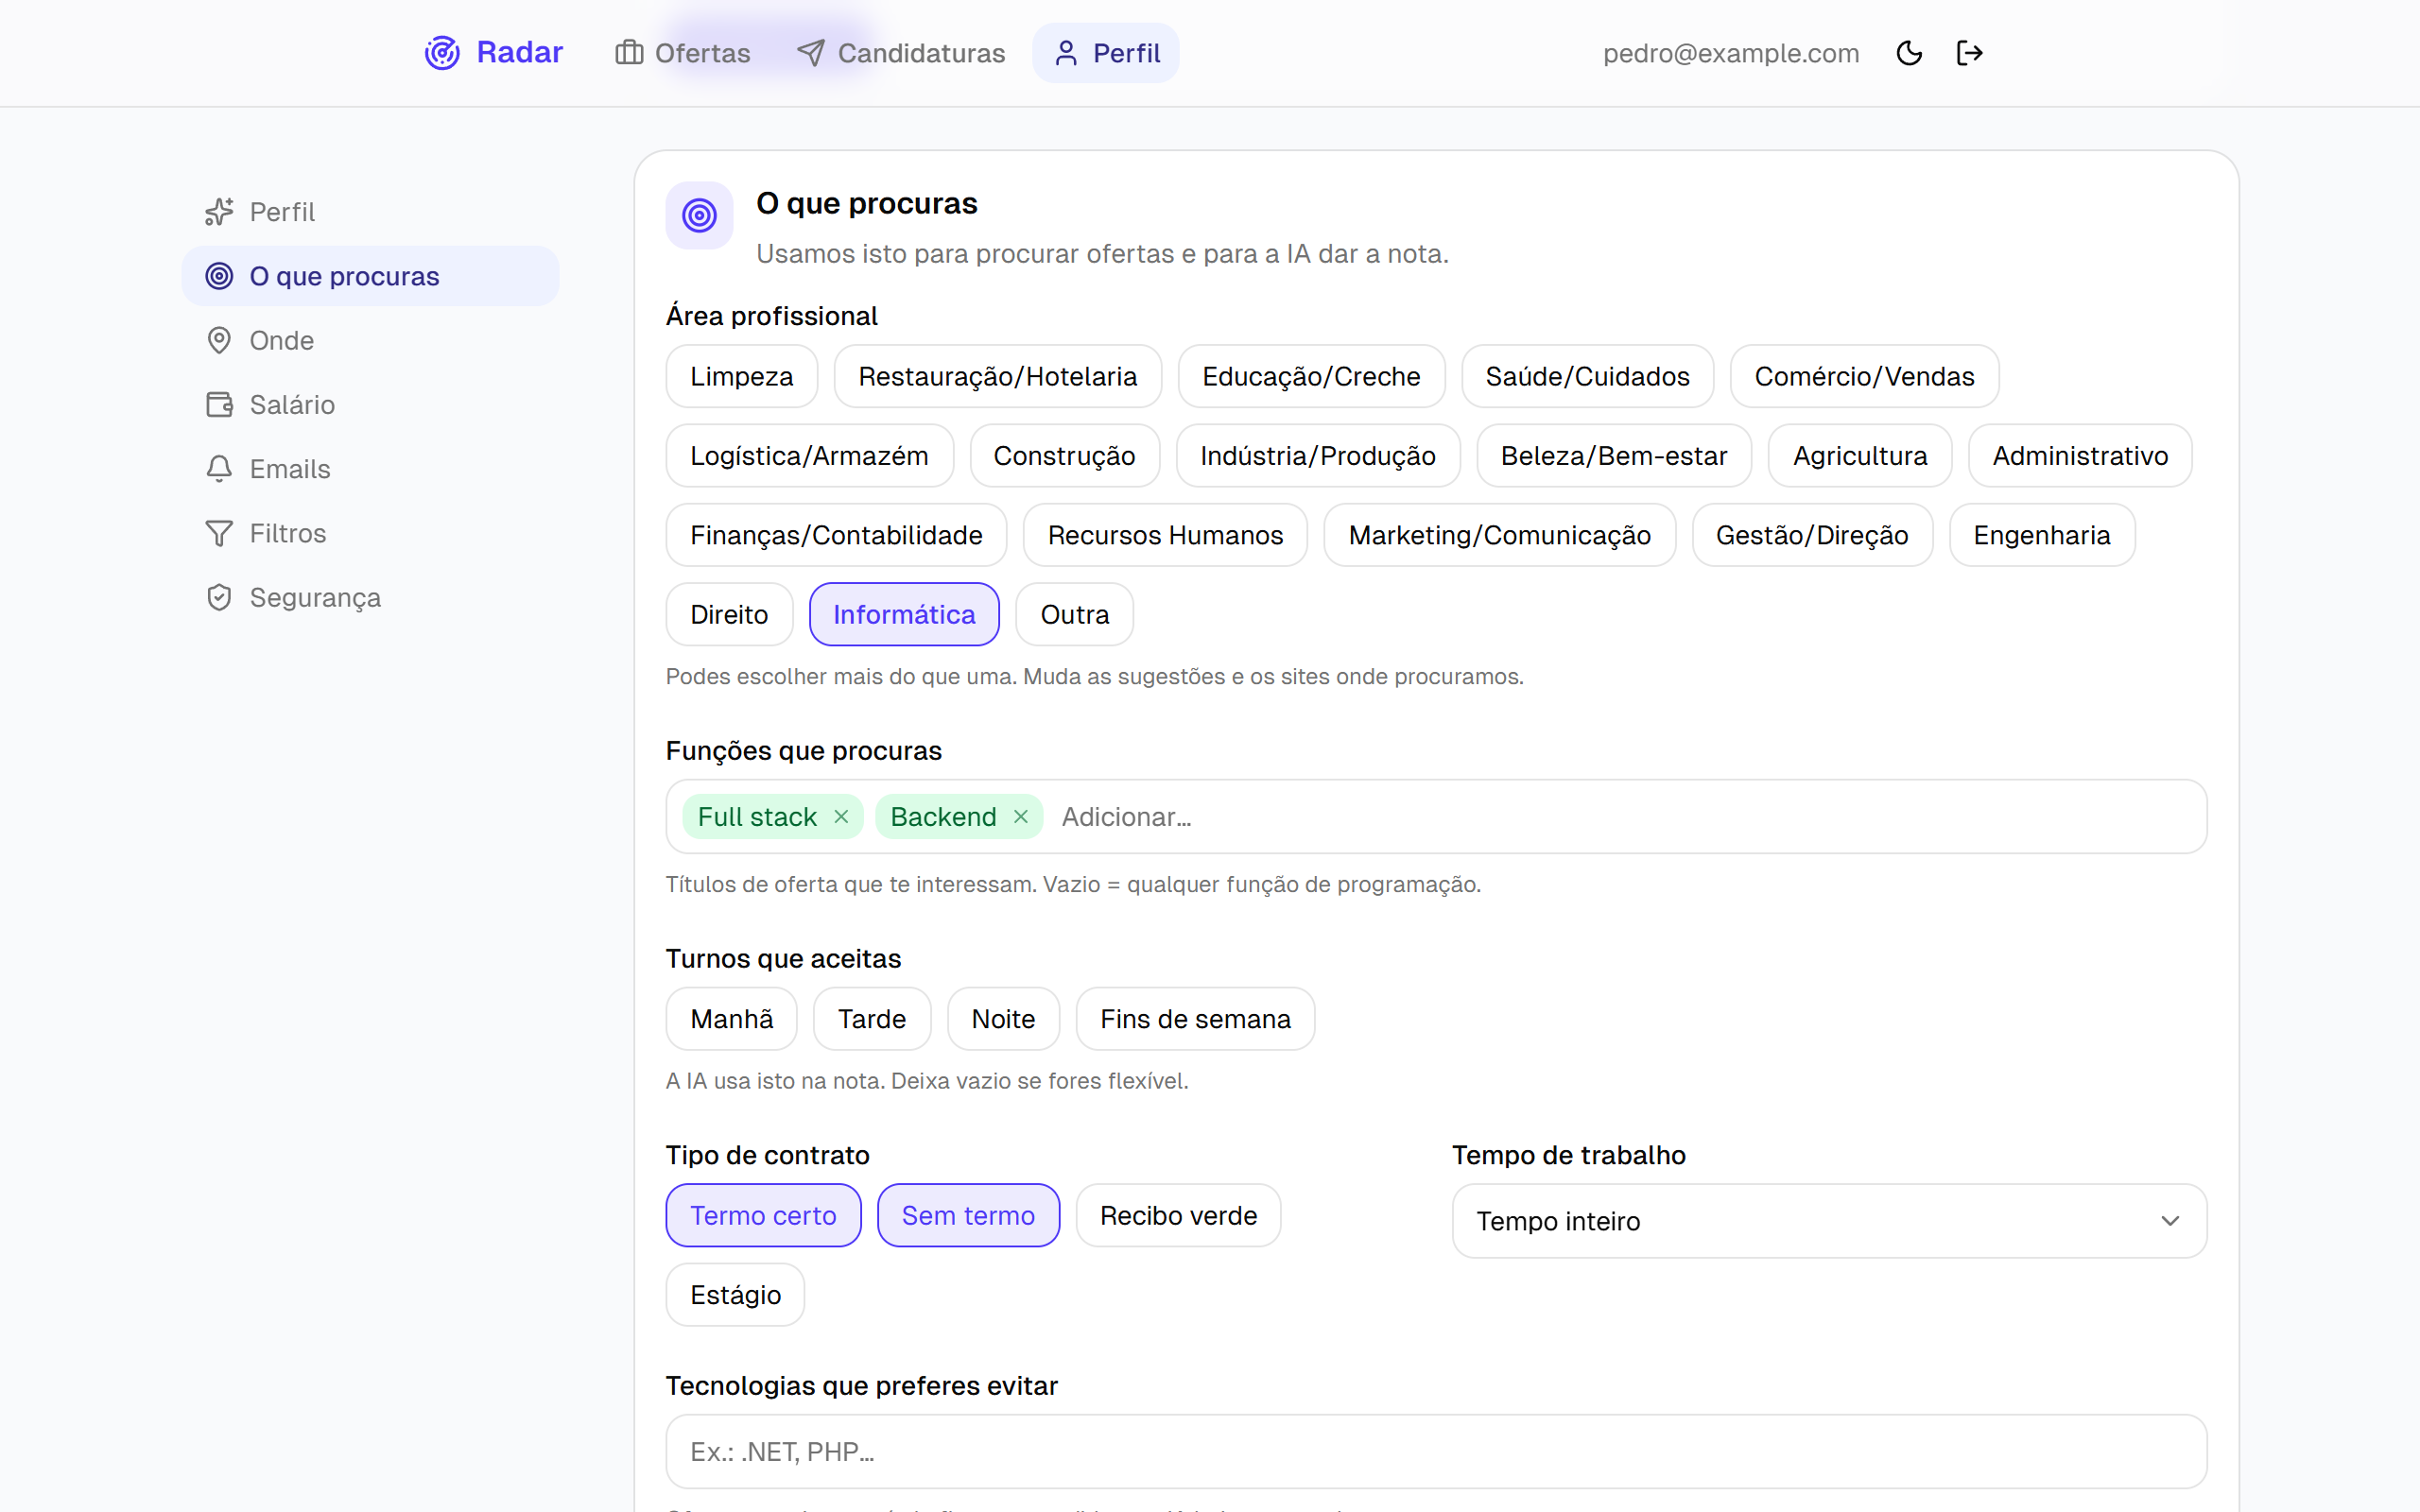 Radar Ofertas Candidaturas Perfil pedro@example.com
Perfil
O que procuras
Onde
Salário
Emails
Filtros
Segurança
O que procuras
Usamos isto para procurar ofertas e para a IA dar a nota.
Área profissional
Limpeza Restauração/Hotelaria Educação/Creche Saúde/Cuidados Comércio/Vendas
Logística/Armazém Construção Indústria/Produção Beleza/Bem-estar Agricultura Administrativo
Finanças/Contabilidade Recursos Humanos Marketing/Comunicação Gestão/Direção Engenharia
Direito Informática Outra
Podes escolher mais do que uma. Muda as sugestões e os sites onde procuramos.
Funções que procuras
Full stack Backend Adicionar...
Títulos de oferta que te interessam. Vazio = qualquer função de programação.
Turnos que aceitas
Manhã Tarde Noite Fins de semana
A IA usa isto na nota. Deixa vazio se fores flexível.
Tipo de contrato
Termo certo Sem termo Recibo verde
Estágio
Tempo de trabalho
Tempo inteiro
Tecnologias que preferes evitar
Ex.: .NET, PHP...